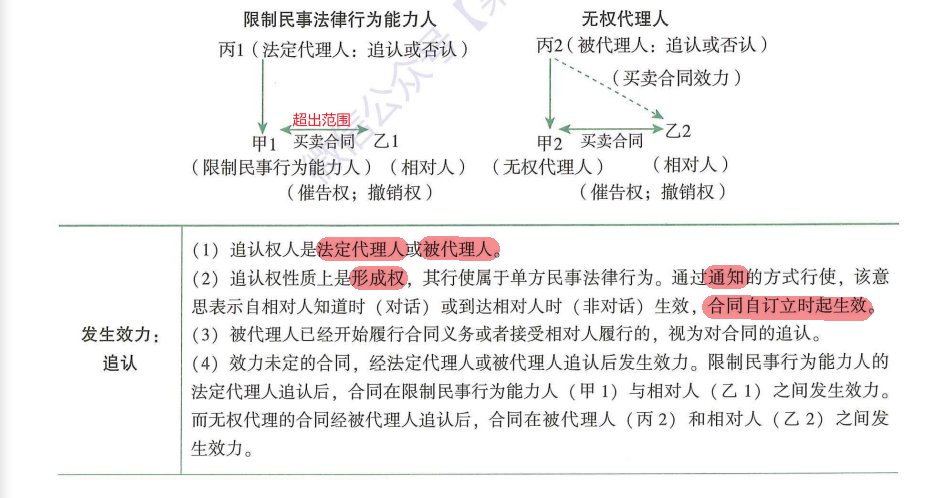 限制民事法律行为能力人
无权代理人
丙1（法定代理人：追认或否认）
丙2（被代理人：追认或否认）
（买卖合同效力）
超出范围
甲1 买卖合同 乙1
甲2 买卖合同 乙2
（限制民事行为能力人）（相对人）
（无权代理人） （相对人）
（催告权；撤销权）
（催告权；撤销权）
微信公众号【
发生效力：
追认
（1）追认权人是法定代理人或被代理人。
（2）追认权性质上是形成权，其行使属于单方民事法律行为。通过通知的方式行使，该意
思表示自相对人知道时（对话）或到达相对人时（非对话）生效，合同自订立时起生效。
（3）被代理人已经开始履行合同义务或者接受相对人履行的，视为对合同的追认。
（4）效力未定的合同，经法定代理人或被代理人追认后发生效力。限制民事行为能力人的
法定代理人追认后，合同在限制民事行为能力人（甲1）与相对人（乙1）之间发生效力。
而无权代理的合同经被代理人追认后，合同在被代理人（丙2）和相对人（乙2）之间发
生效力。